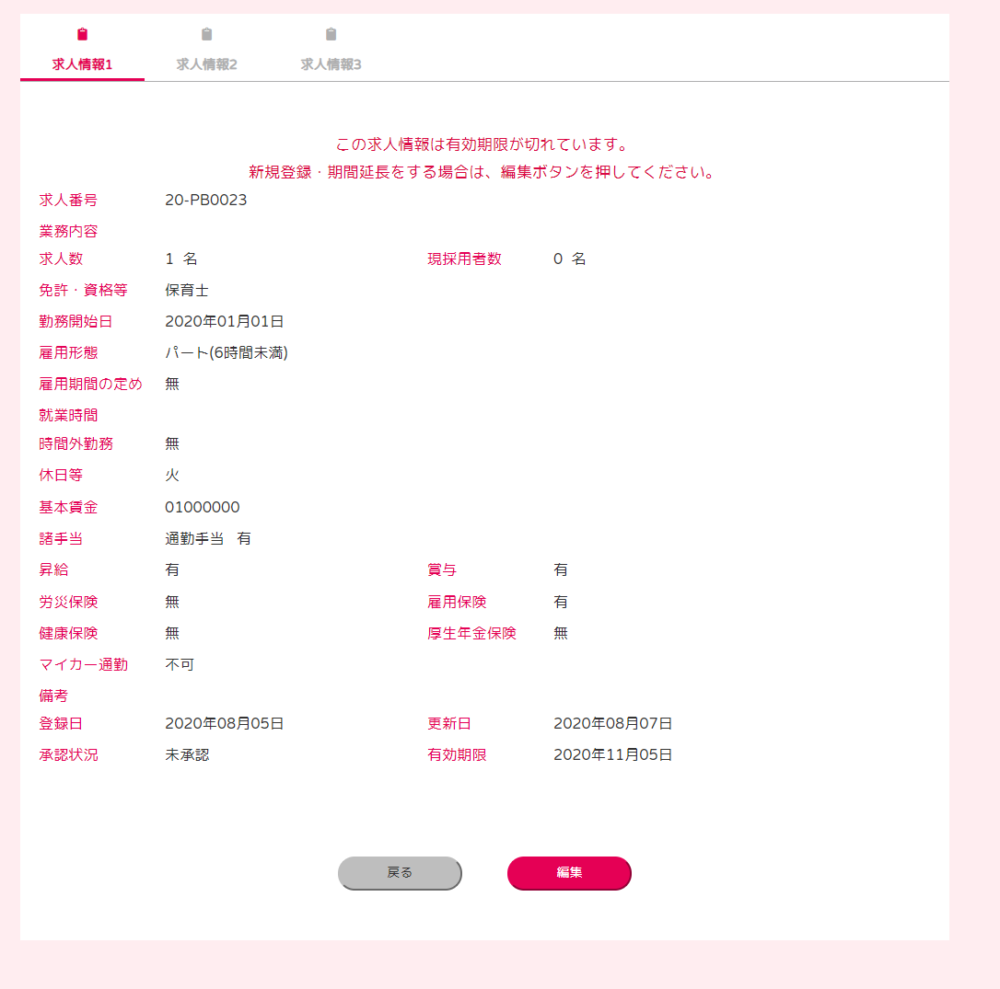 求人情報1 求人情報2 求人情報3
この求人情報は有効期限が切れています。
新規登録・期間延長をする場合は、編集ボタンを押してください。
求人番号 20-PB0023
業務内容
求人数 1 名 現採用者数 0 名
免許・資格等 保育士
勤務開始日 2020年01月01日
雇用形態 パート(6時間未満)
雇用期間の定め 無
就業時間
時間外勤務 無
休日等 火
基本賃金 01000000
諸手当 通勤手当 有
昇給 有 賞与 有
労災保険 無 雇用保険 有
健康保険 無 厚生年金保険 無
マイカー通勤 不可
備考
登録日 2020年08月05日 更新日 2020年08月07日
承認状況 未承認 有効期限 2020年11月05日
戻る 編集